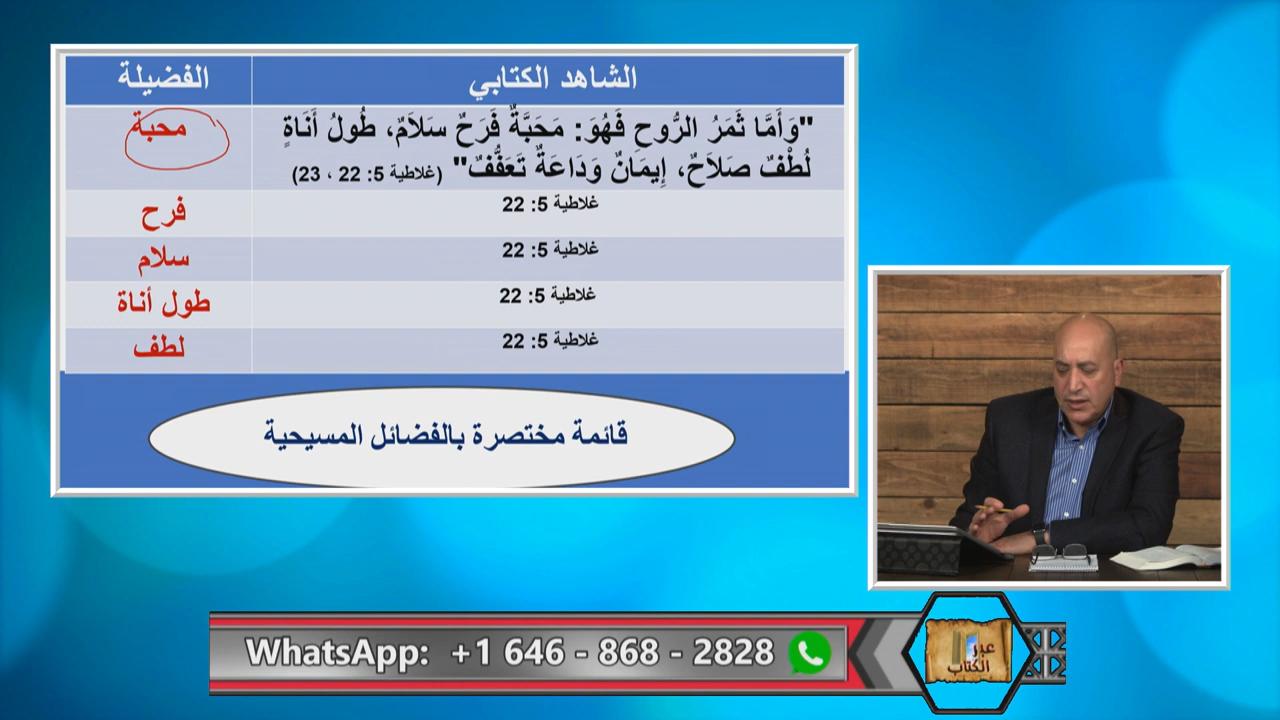 الشاهد الكتابي
الفضيلة
"وَأَمَّا ثَمَرُ الرُّوحِ فَهُوَ: مَحَبَّةٌ فَرَحٌ سَلاَمٌ، طُولُ أَنَاةٍ
لُطْفٌ صَلاَحٌ، إِيمَانٌ وَدَاعَةٌ تَعَفُّفٌ" (غلاطية 5: 22 ، 23)
محبة
غلاطية 5: 22
فرح
غلاطية 5: 22
سلام
غلاطية 5: 22
طول أناة
غلاطية 5: 22
لطف
قائمة مختصرة بالفضائل المسيحية
WhatsApp: +1 646 - 868 - 2828
عبر
الكتاب